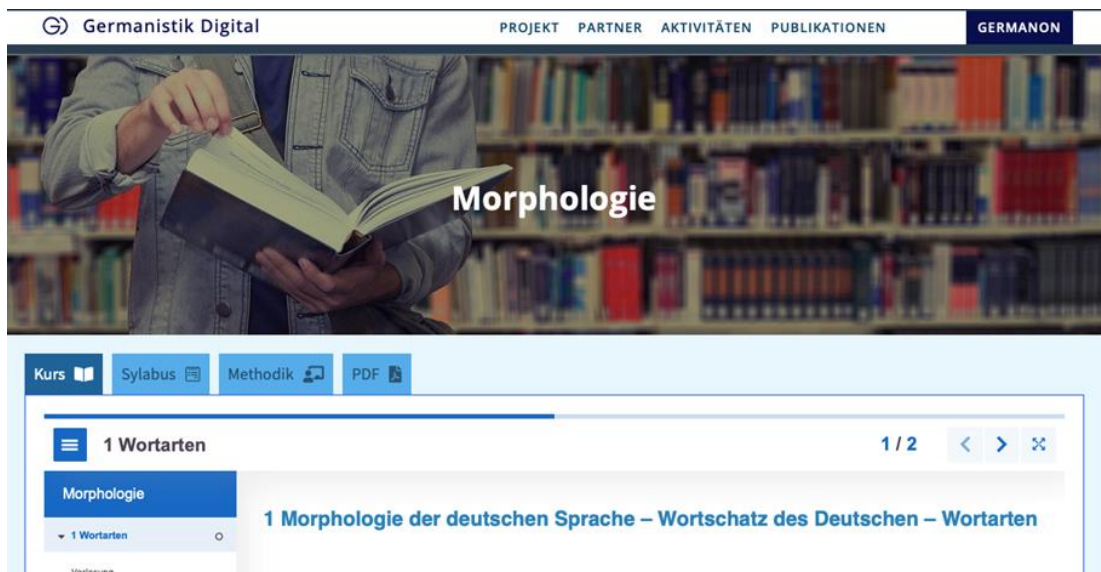 Germanistik Digital PROJEKT PARTNER AKTIVITÄTEN PUBLIKATIONEN GERMANON
Morphologie
Kurs Sylabus Methodik PDF
1 Wortarten 1 / 2
Morphologie
1 Morphologie der deutschen Sprache – Wortschatz des Deutschen – Wortarten
1 Wortarten